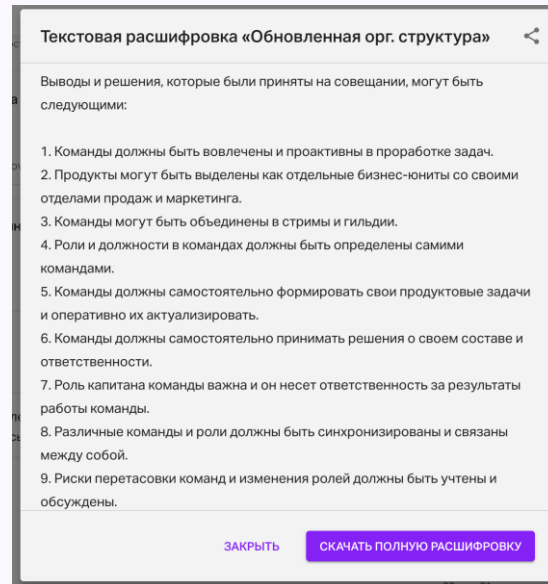 Текстовая расшифровка «Обновленная орг. структура»
Выводы и решения, которые были приняты на совещании, могут быть
следующими:
1. Команды должны быть вовлечены и проактивны в проработке задач.
2. Продукты могут быть выделены как отдельные бизнес-юниты со своими
отделами продаж и маркетинга.
3. Команды могут быть объединены в стримы и гильдии.
4. Роли и должности в командах должны быть определены самими
командами.
5. Команды должны самостоятельно формировать свои продуктовые задачи
и оперативно их актуализировать.
6. Команды должны самостоятельно принимать решения о своем составе и
ответственности.
7. Роль капитана команды важна и он несет ответственность за результаты
работы команды.
8. Различные команды и роли должны быть синхронизированы и связаны
между собой.
9. Риски перетасовки команд и изменения ролей должны быть учтены и
обсуждены.
ЗАКРЫТЬ
СКАЧАТЬ ПОЛНУЮ РАСШИФРОВКУ